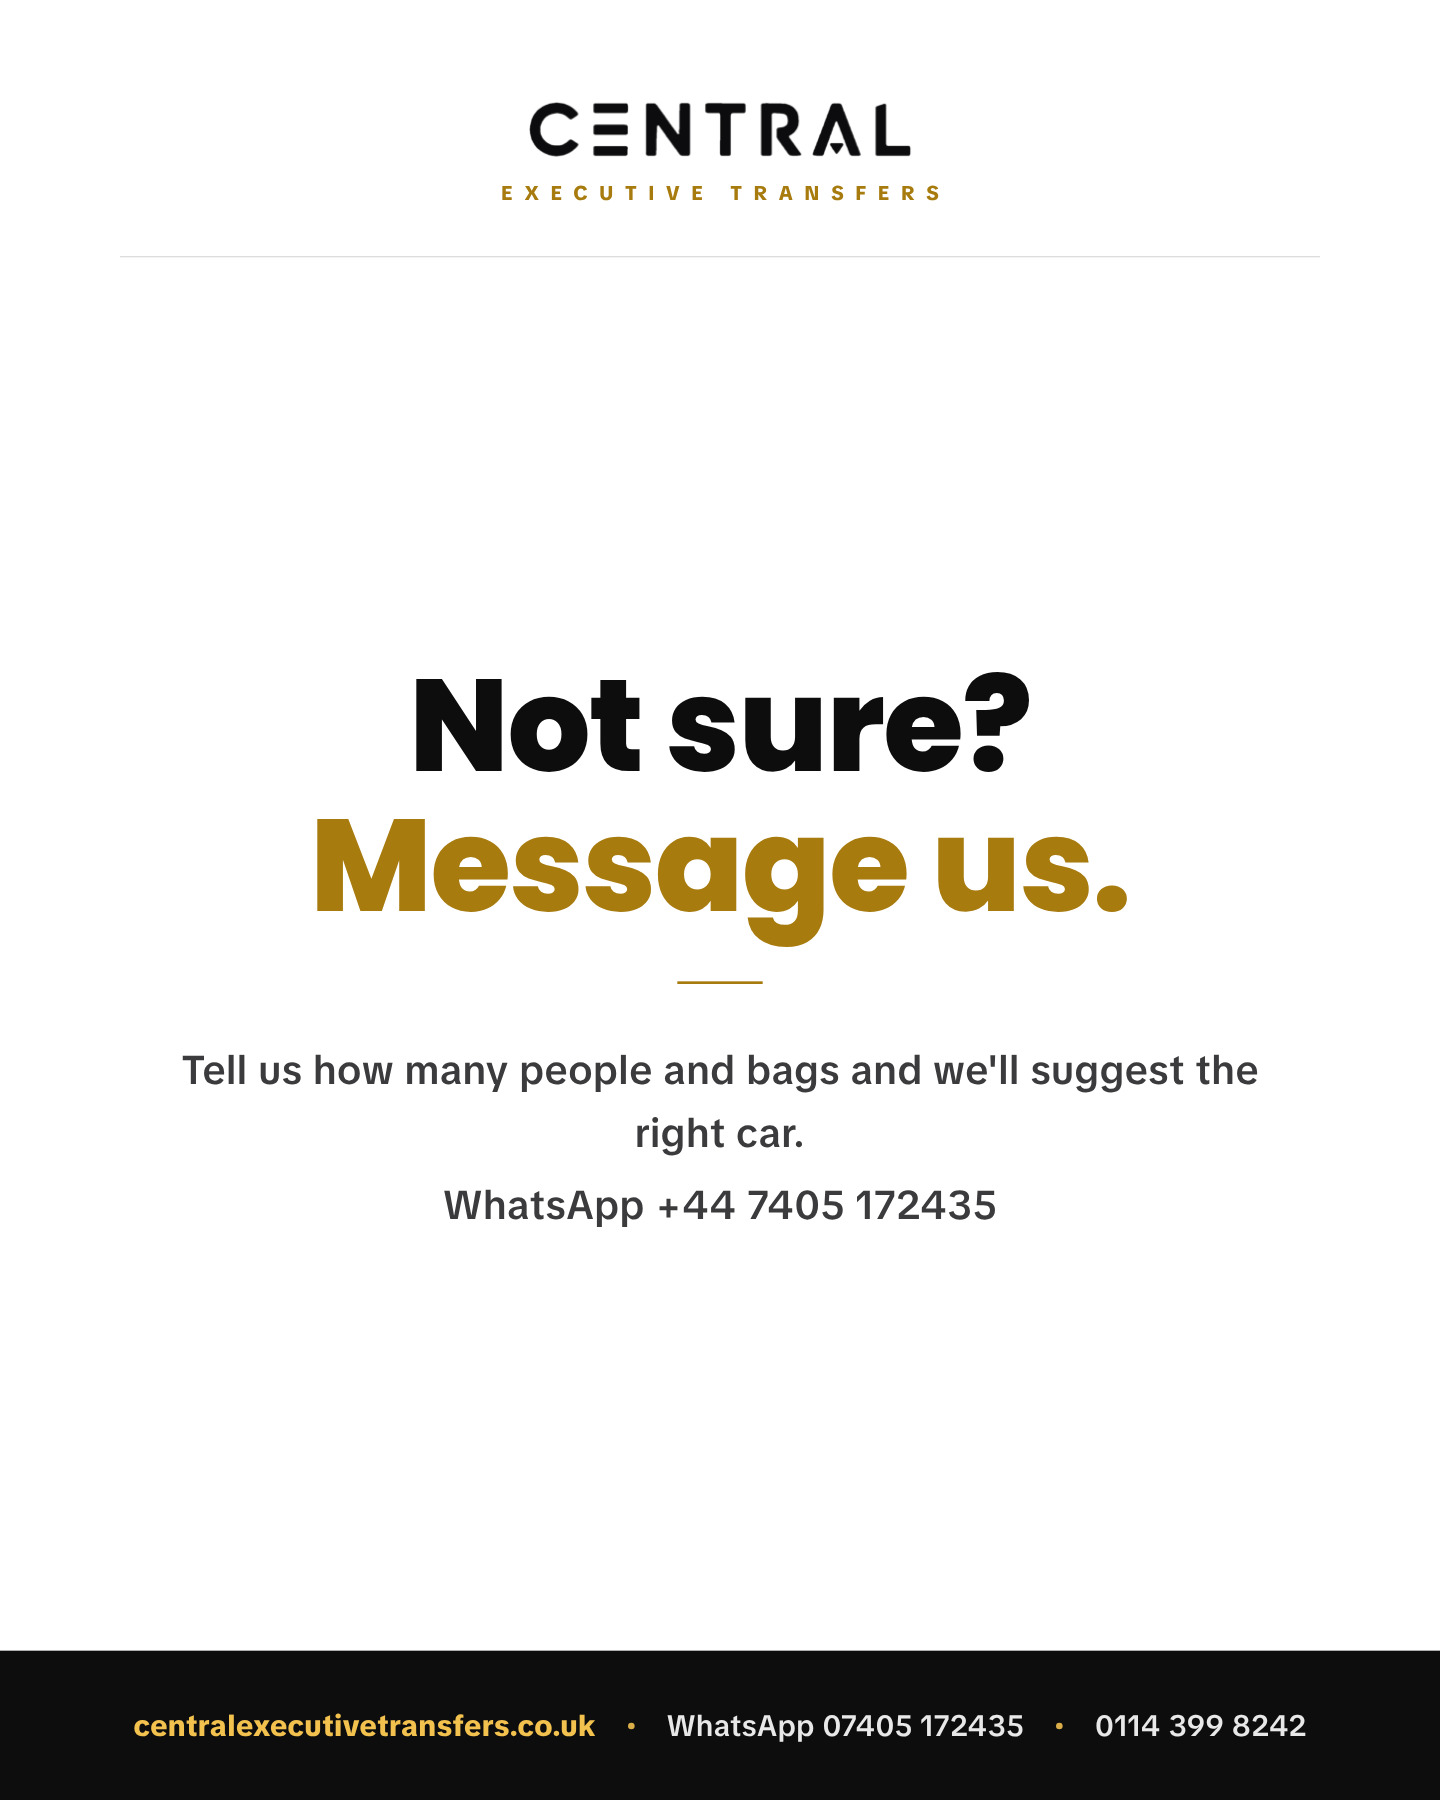 CENTRAL
EXECUTIVE TRANSFERS
Not sure?
Message us.
Tell us how many people and bags and we'll suggest the
right car.
WhatsApp +44 7405 172435
centralexecutivetransfers.co.uk • WhatsApp 07405 172435 • 0114 399 8242